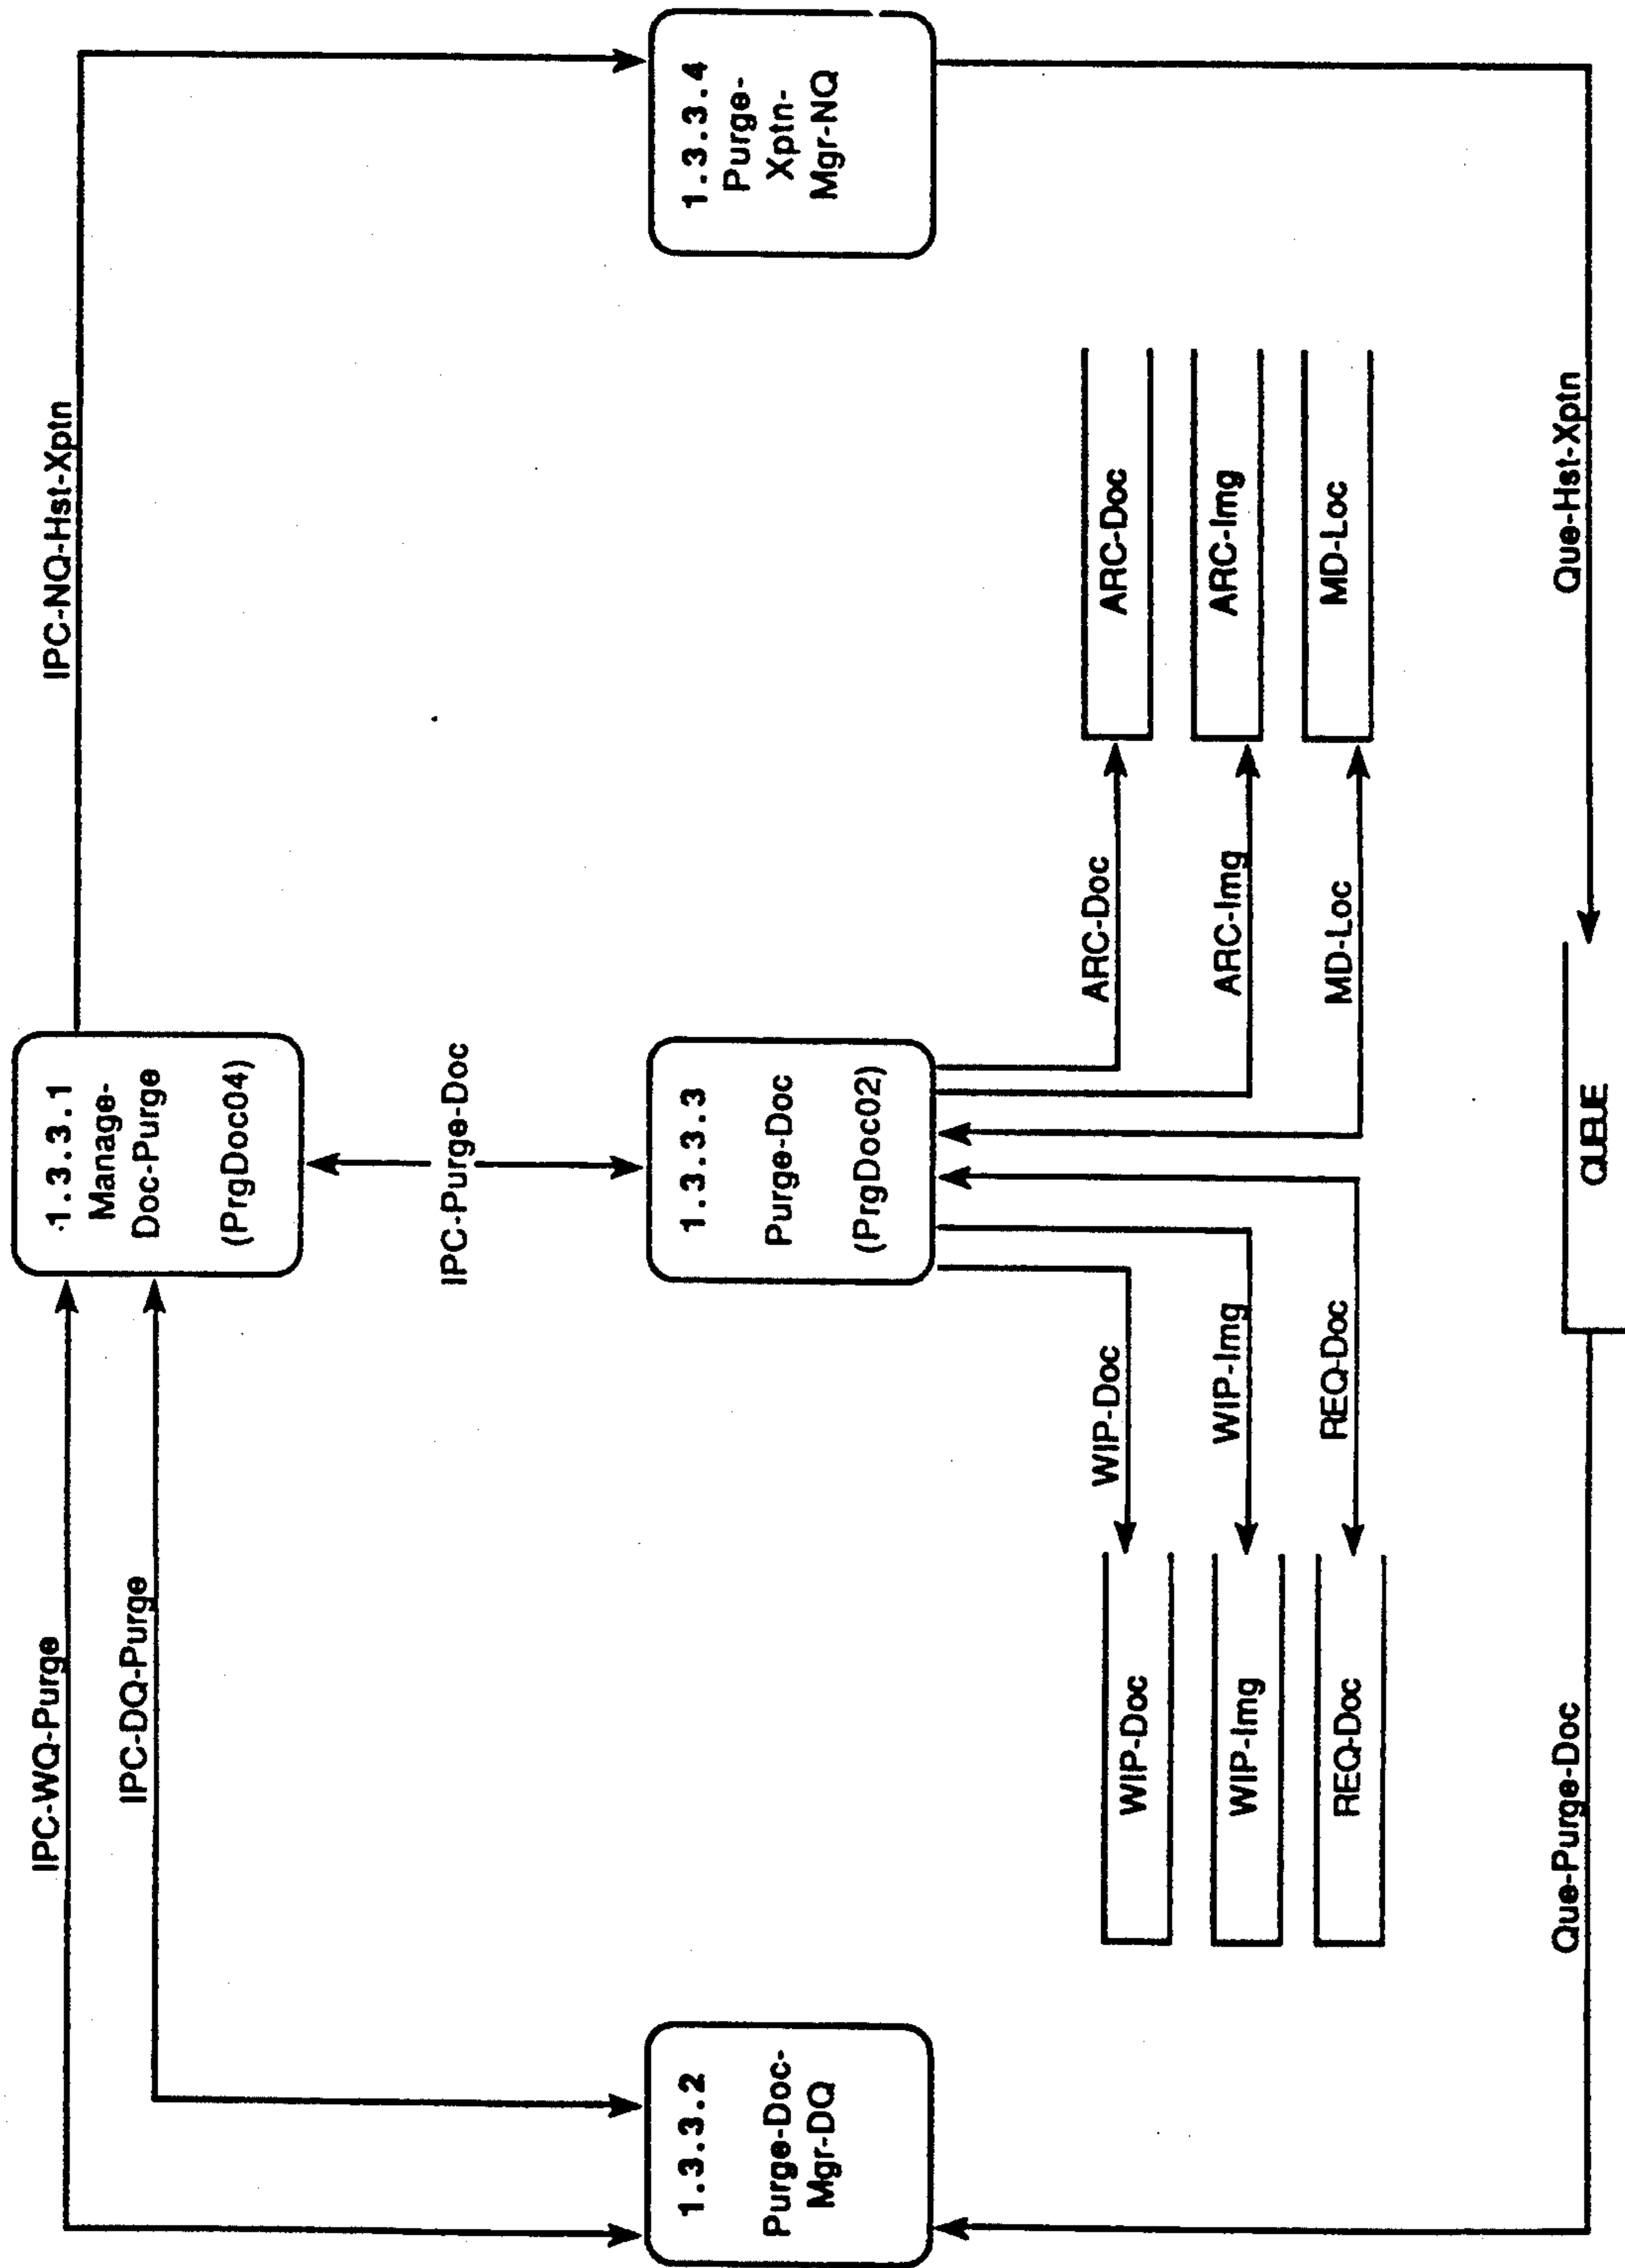 IPC-WQ-Purge
IPC-DQ-Purge
1.3.3.1
Manage-
Doc-Purge
(PrgDoc04)
IPC-NQ-Hst-Xptn
IPC-Purge-Doc
1.3.3.2
Purge-Doc-
Mgr-DQ
1.3.3.3
Purge-Doc
(PrgDoc02)
1.3.3.4
Purge-
Xptn-
Mgr-NQ
WIP-Doc
WIP-Doc
ARC-Doc
ARC-Doc
WIP-Img
WIP-Img
ARC-Img
ARC-Img
REQ-Doc
REQ-Doc
MD-Loc
MD-Loc
Que-Purge-Doc
QUEUE
Que-Hst-Xptn